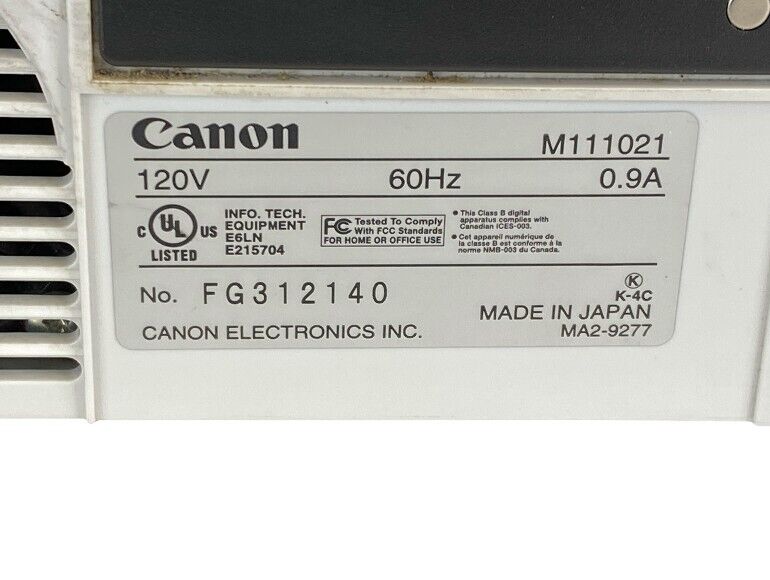 Canon
M111021
120V 60Hz 0.9A
C UL US
LISTED
INFO. TECH.
EQUIPMENT
E6LN
E215704
FC Tested To Comply
With FCC Standards
FOR HOME OR OFFICE USE
• This Class B digital
apparatus complies with
Canadian ICES-003.
• Cet appareil numérique de
la classe B est conforme à la
norme NMB-003 du Canada.
No. FG312140
K
K-4C
MADE IN JAPAN
CANON ELECTRONICS INC.
MA2-9277